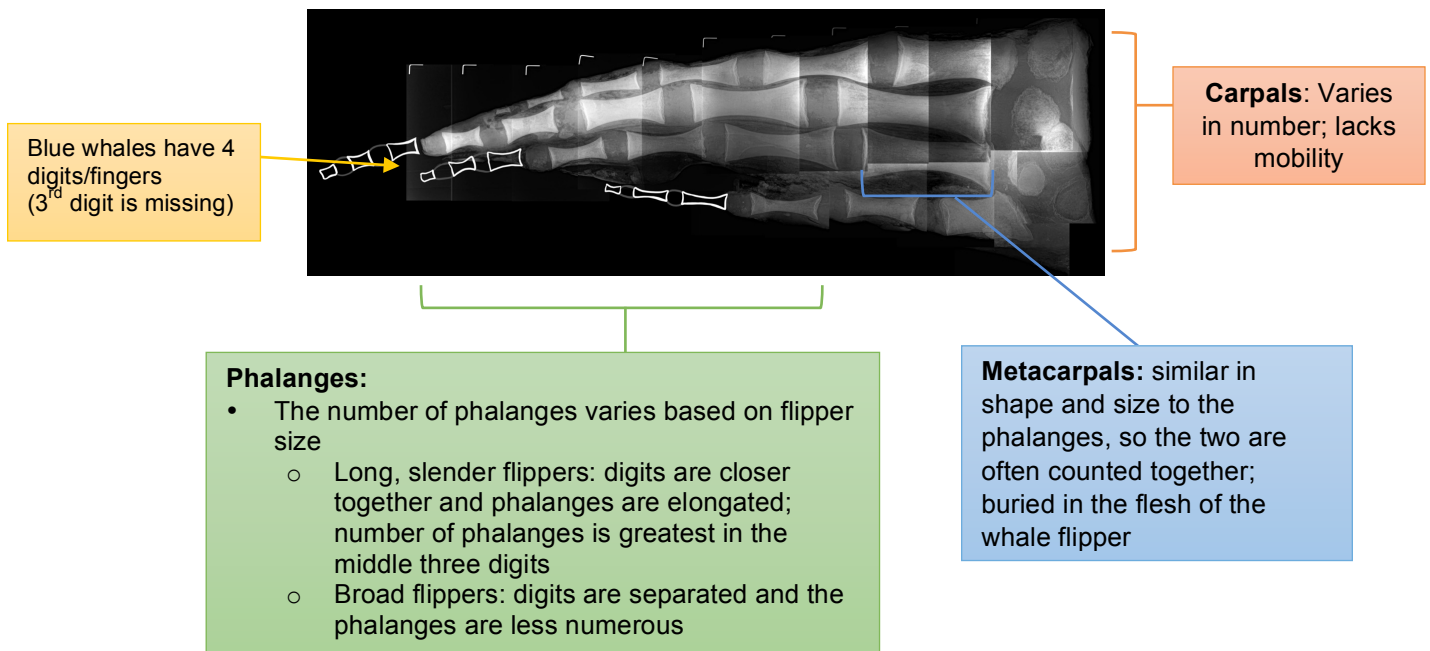 Blue whales have 4
digits/fingers
(3rd digit is missing)
Carpals: Varies
in number; lacks
mobility
Phalanges:
• The number of phalanges varies based on flipper
size
o Long, slender flippers: digits are closer
together and phalanges are elongated;
number of phalanges is greatest in the
middle three digits
o Broad flippers: digits are separated and the
phalanges are less numerous
Metacarpals: similar in
shape and size to the
phalanges, so the two are
often counted together;
buried in the flesh of the
whale flipper